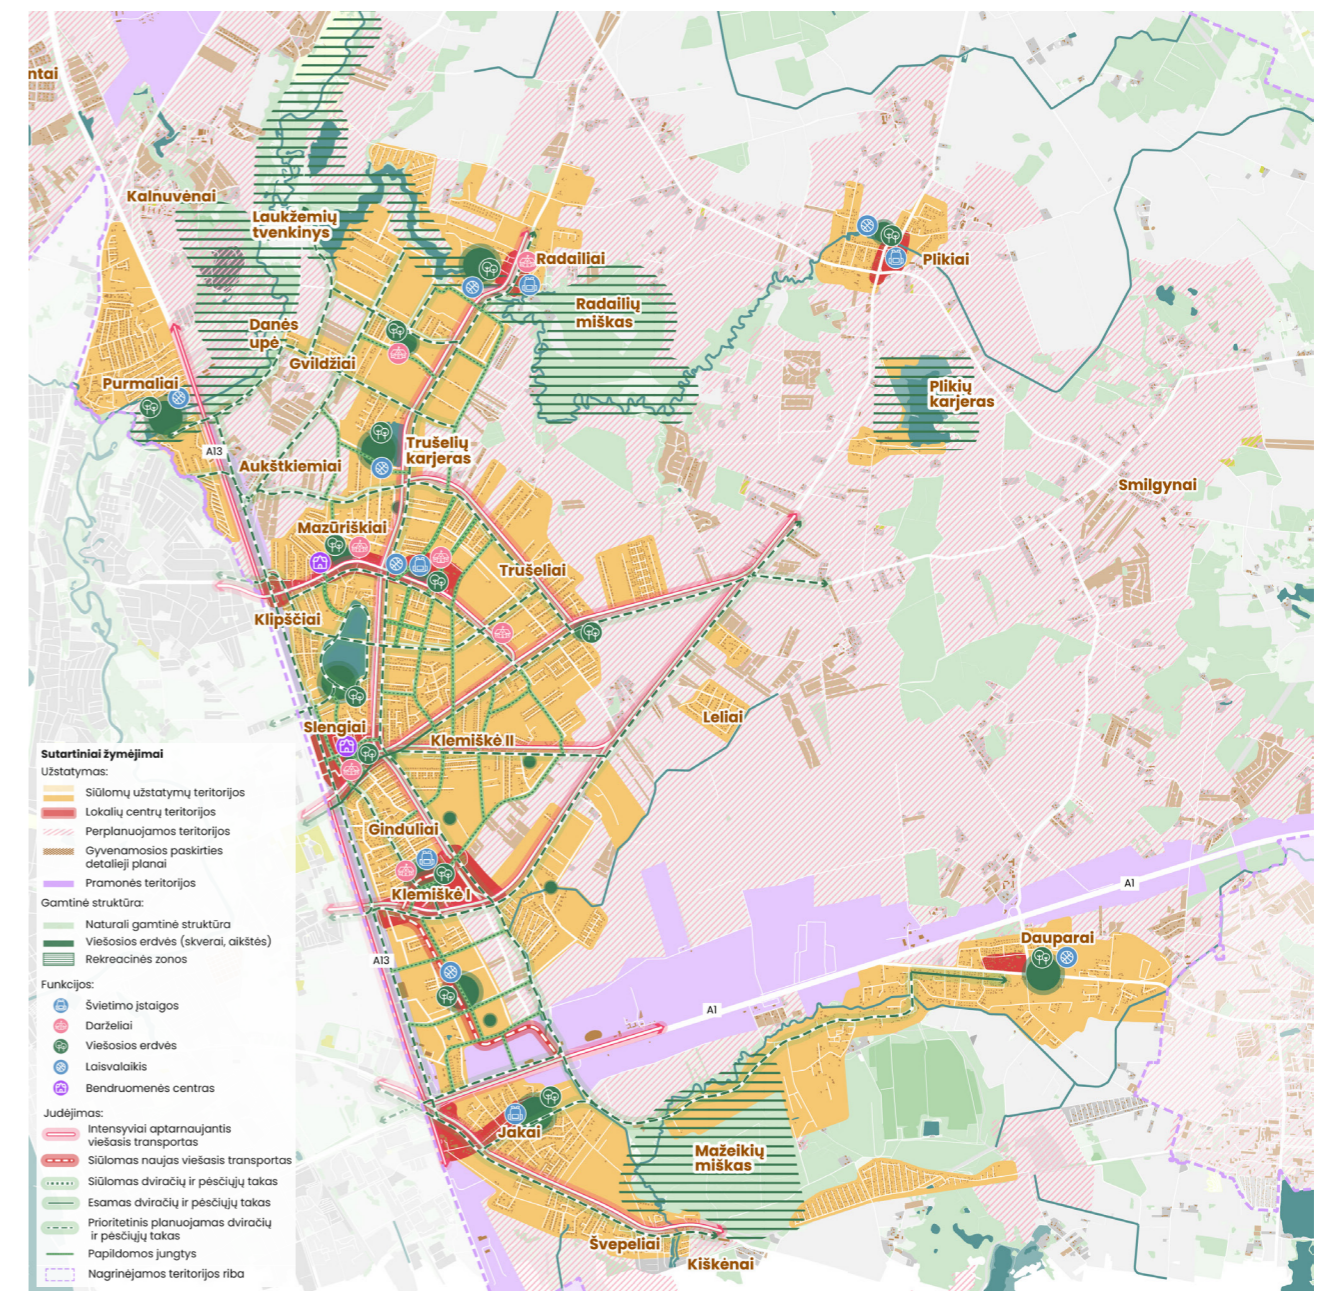 ntai
Kalnuvėnai
Laukžemių
tvenkinys
Radailiai
Plikiai
Radailių
miškas
Danės
upė
Gvildžiai
Purmaliai
Plikių
karjeras
A13
Trušelių
karjeras
Aukštkiemiai
Smilgynai
Mazūriškiai
Trušeliai
Klipščiai
Leliai
Slengiai
Klemiškė II
Ginduliai
Klemiškė I
A1
Dauparai
A13
A1
Jakai
Mažeikių
miškas
Švepeliai
Kiškėnai
Sutartiniai žymėjimai
Užstatymas:
Siūlomų užstatymų teritorijos
Lokalių centrų teritorijos
Perplanuojamos teritorijos
Gyvenamosios paskirties
detalieji planai
Pramonės teritorijos
Gamtinė struktūra:
Naturali gamtinė struktūra
Viešosios erdvės (skverai, aikštės)
Rekreacinės zonos
Funkcijos:
Švietimo įstaigos
Darželiai
Viešosios erdvės
Laisvalaikis
Bendruomenės centras
Judėjimas:
Intensyviai aptarnaujantis
viešasis transportas
Siūlomas naujas viešasis transportas
Siūlomas dviračių ir pėsčiųjų takas
Esamas dviračių ir pėsčiųjų takas
Prioritetinis planuojamas dviračių
ir pėsčiųjų takas
Papildomos jungtys
Nagrinėjamos teritorijos riba